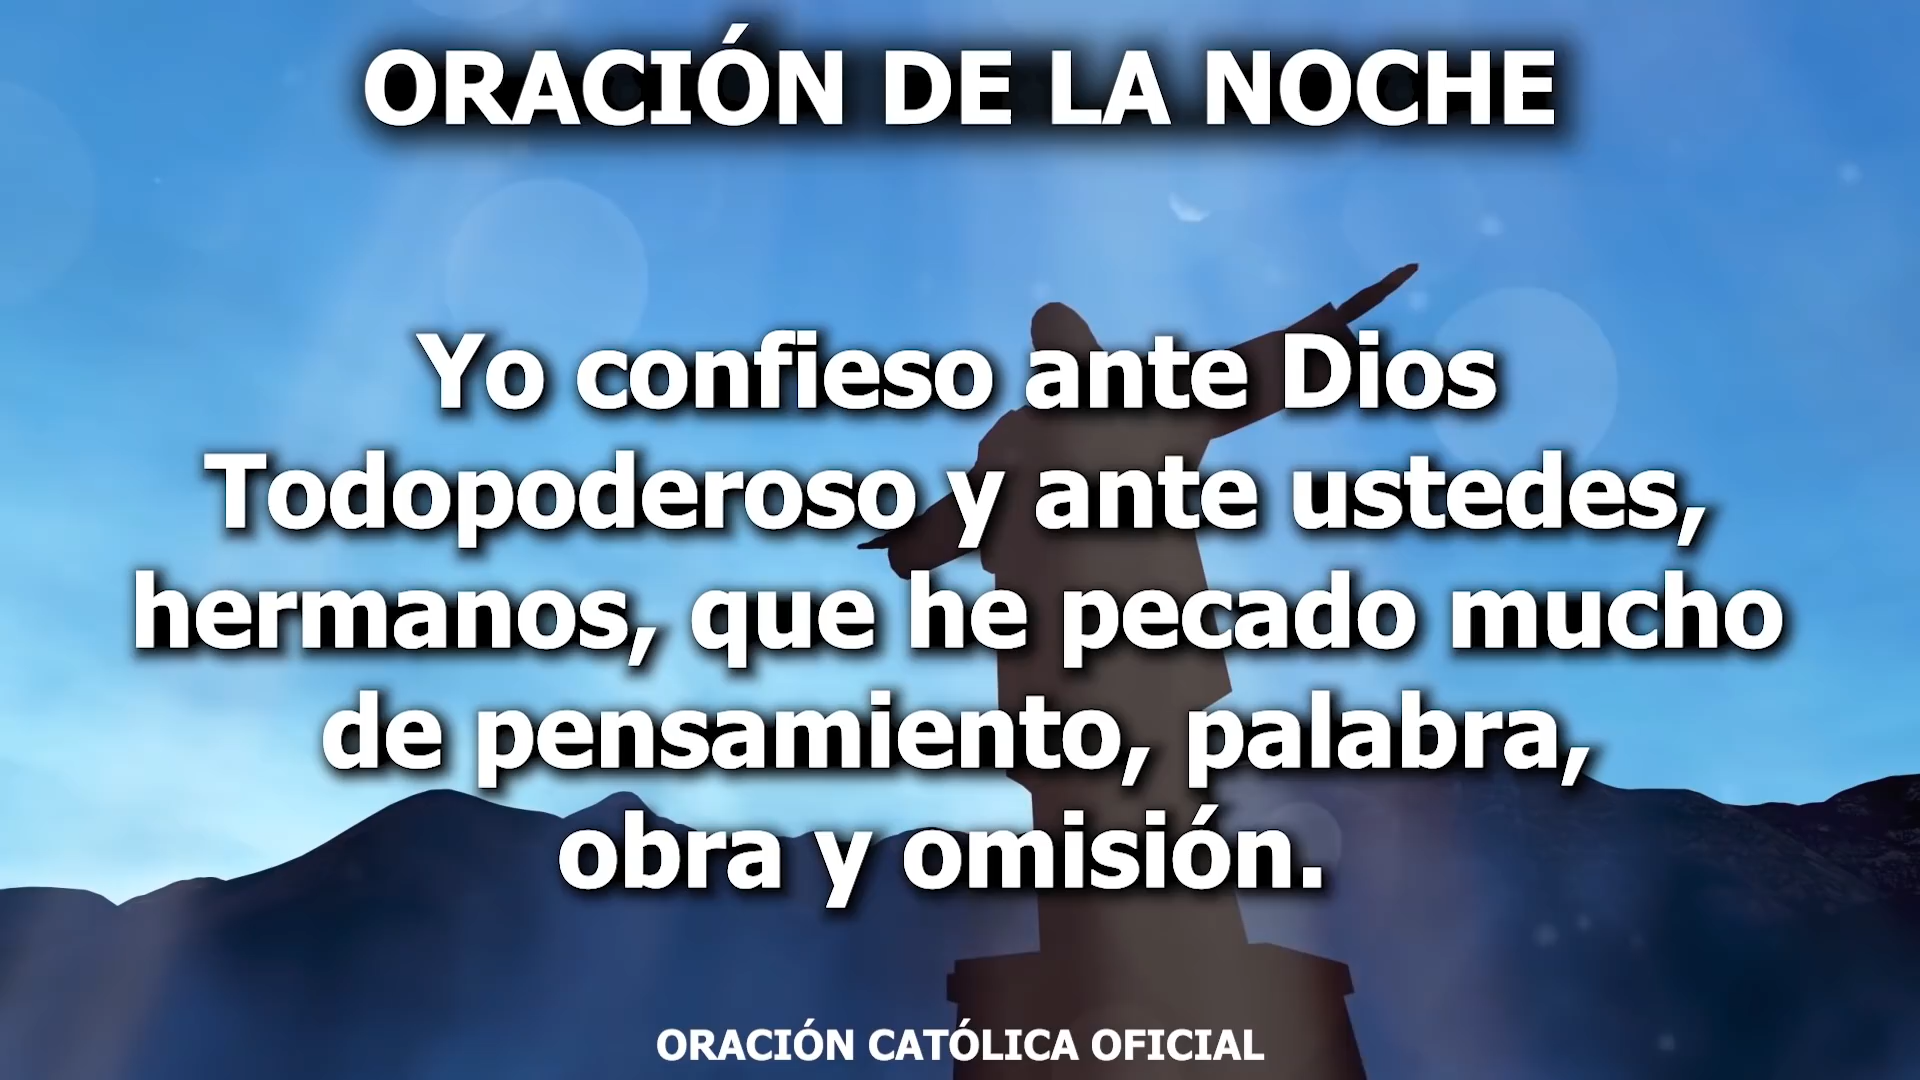 ORACIÓN DE LA NOCHE
Yo confieso ante Dios
Todopoderoso y ante ustedes,
hermanos, que he pecado mucho
de pensamiento, palabra,
obra y omisión.
ORACIÓN CATÓLICA OFICIAL